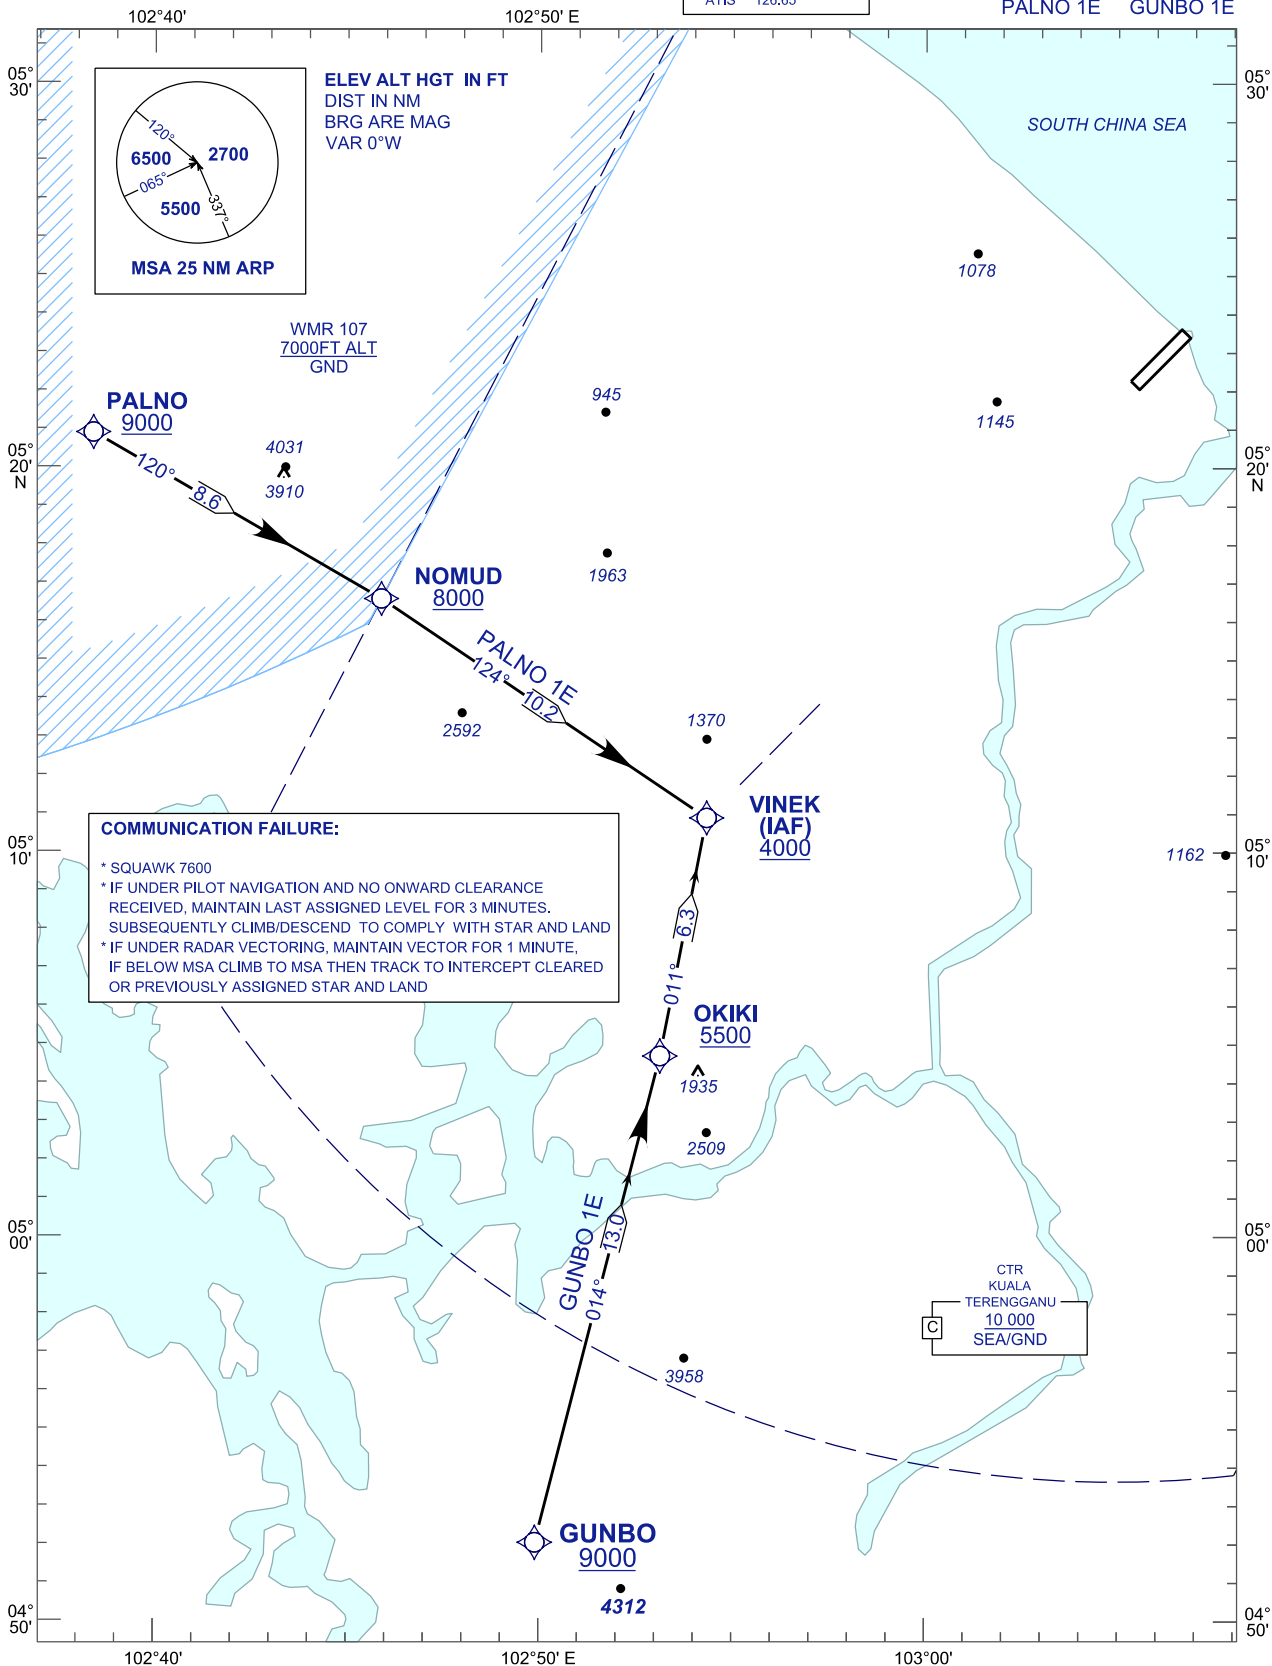 ATIS 126.65
PALNO 1E GUNBO 1E
102°40'
102°50' E
05°
30'
05°
30'
ELEV ALT HGT IN FT
DIST IN NM
BRG ARE MAG
VAR 0°W
120°
6500
2700
065°
5500
337°
MSA 25 NM ARP
SOUTH CHINA SEA
1078
WMR 107
7000FT ALT
GND
PALNO
9000
945
1145
05°
20'
N
05°
20'
N
4031
3910
120°
8.6
1963
NOMUD
8000
PALNO 1E
124°
10.2
2592
1370
VINEK
(IAF)
4000
05°
10'
05°
10'
1162
COMMUNICATION FAILURE:
* SQUAWK 7600
* IF UNDER PILOT NAVIGATION AND NO ONWARD CLEARANCE
RECEIVED, MAINTAIN LAST ASSIGNED LEVEL FOR 3 MINUTES.
SUBSEQUENTLY CLIMB/DESCEND TO COMPLY WITH STAR AND LAND
* IF UNDER RADAR VECTORING, MAINTAIN VECTOR FOR 1 MINUTE,
IF BELOW MSA CLIMB TO MSA THEN TRACK TO INTERCEPT CLEARED
OR PREVIOUSLY ASSIGNED STAR AND LAND
6.3
011°
OKIKI
5500
1935
2509
GUNBO 1E
014°
13.0
05°
00'
05°
00'
CTR
KUALA
TERENGGANU
10 000
SEA/GND
C
3958
GUNBO
9000
4312
04°
50'
04°
50'
102°40'
102°50' E
103°00'